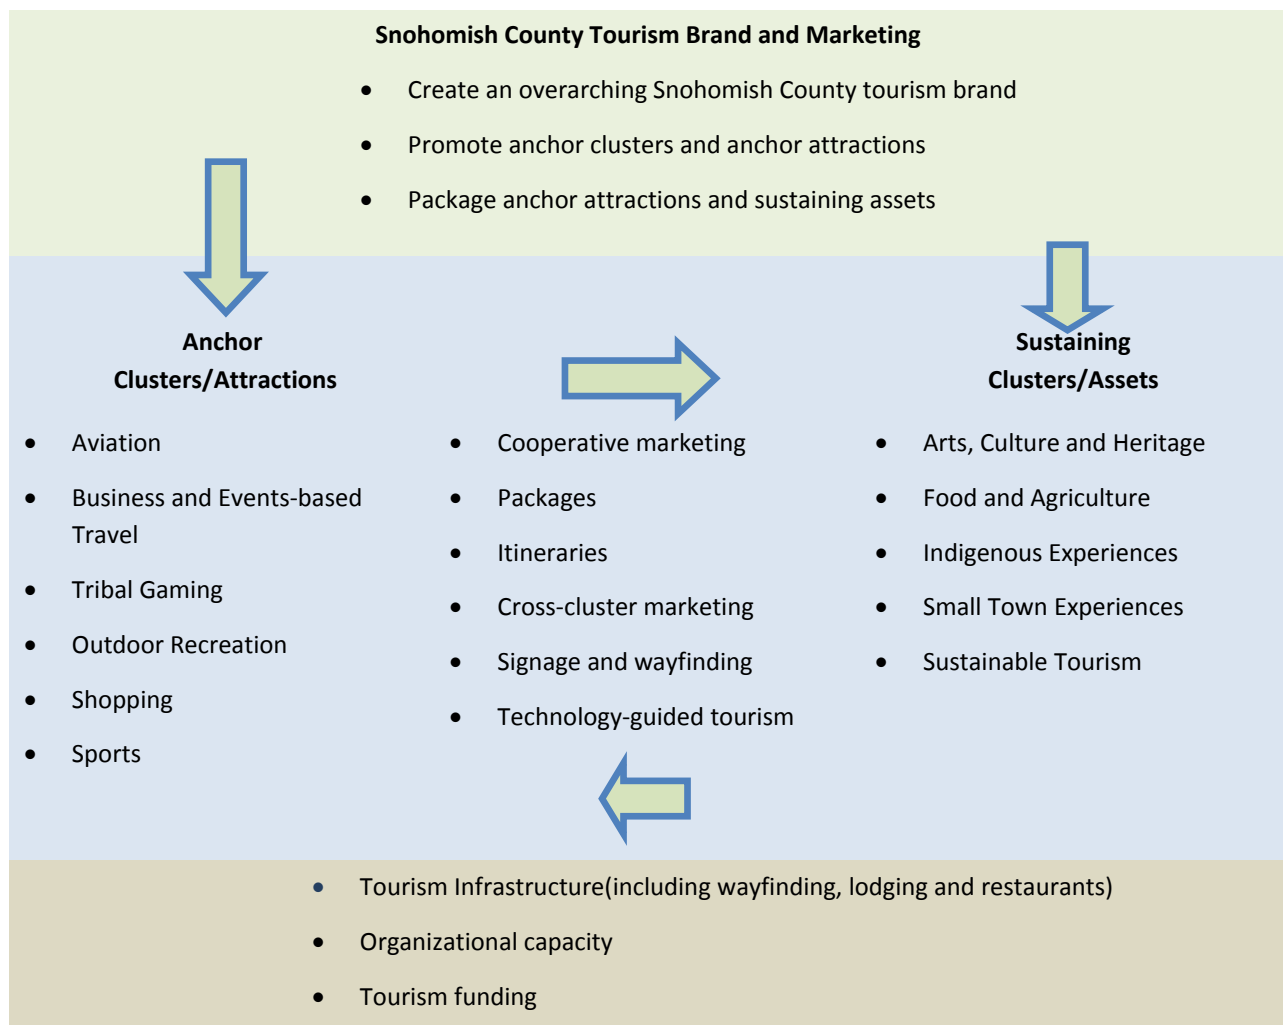 Snohomish County Tourism Brand and Marketing
• Create an overarching Snohomish County tourism brand
• Promote anchor clusters and anchor attractions
• Package anchor attractions and sustaining assets
Anchor
Clusters/Attractions
• Aviation
• Business and Events-based
Travel
• Tribal Gaming
• Outdoor Recreation
• Shopping
• Sports
• Cooperative marketing
• Packages
• Itineraries
• Cross-cluster marketing
• Signage and wayfinding
• Technology-guided tourism
Sustaining
Clusters/Assets
• Arts, Culture and Heritage
• Food and Agriculture
• Indigenous Experiences
• Small Town Experiences
• Sustainable Tourism
• Tourism Infrastructure(including wayfinding, lodging and restaurants)
• Organizational capacity
• Tourism funding